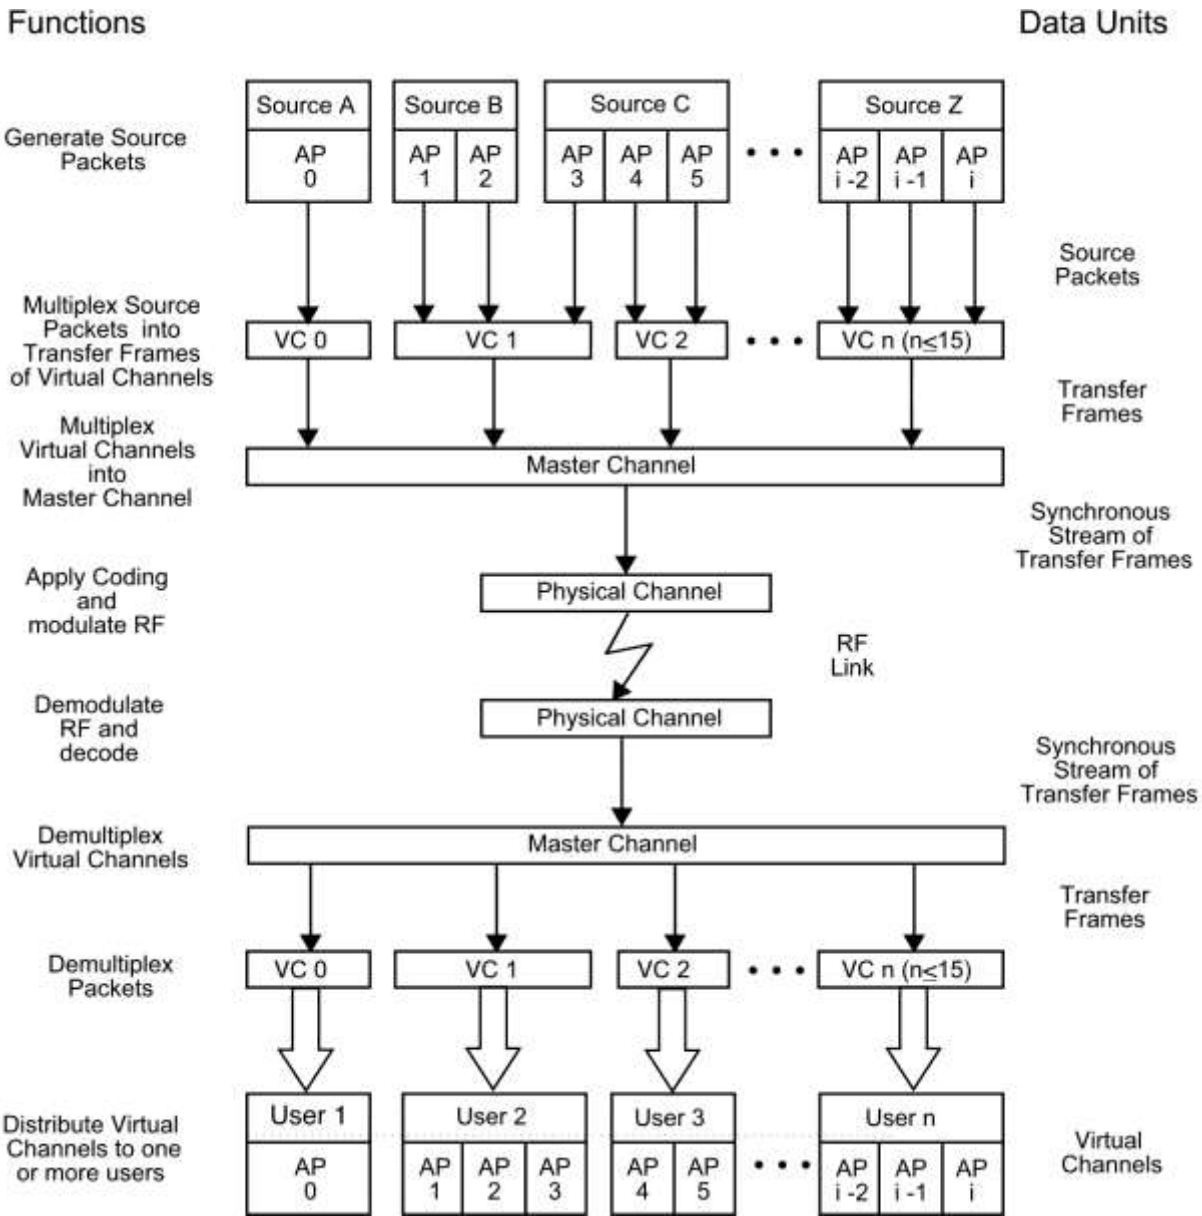 Functions
Data Units
Source A
Source B
Source C
Source Z
Generate Source
Packets
AP
0
AP
1
AP
2
AP
3
AP
4
AP
5
• • •
AP
i -2
AP
i -1
AP
i
Source
Packets
Multiplex Source
Packets into
Transfer Frames
of Virtual Channels
VC 0
VC 1
VC 2
• • •
VC n (n≤15)
Transfer
Frames
Multiplex
Virtual Channels
into
Master Channel
Master Channel
Synchronous
Stream of
Transfer Frames
Apply Coding
and
modulate RF
Physical Channel
RF
Link
Demodulate
RF and
decode
Physical Channel
Synchronous
Stream of
Transfer Frames
Demultiplex
Virtual Channels
Master Channel
Transfer
Frames
Demultiplex
Packets
VC 0
VC 1
VC 2
• • •
VC n (n≤15)
Distribute Virtual
Channels to one
or more users
User 1
User 2
User 3
User n
AP
0
AP
1
AP
2
AP
3
AP
4
AP
5
• • •
AP
i -2
AP
i -1
AP
i
Virtual
Channels